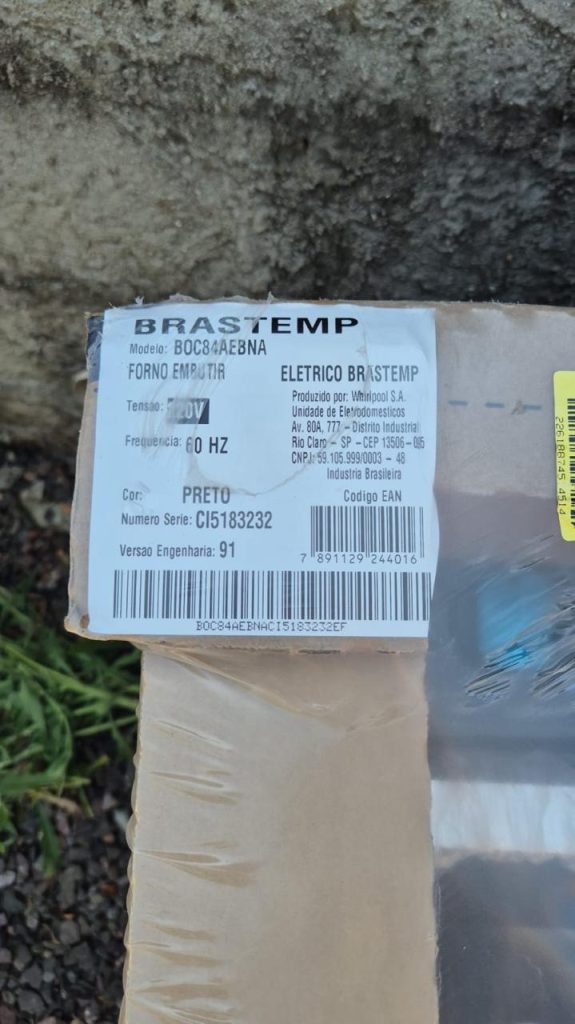 BRASTEMP
Modelo: BOC84AEBNA
FORNO EMBUTIR ELETRICO BRASTEMP
Tensao: 220V
Frequencia: 60 HZ
Produzido por: Whirlpool S.A.
Unidade de Eletrodomesticos
Av. 80A, 777 - Distrito Industrial
Rio Claro - SP - CEP 13506-095
CNPJ: 59.105.999/0003 - 48
Industria Brasileira
Cor: PRETO
Codigo EAN
Numero Serie: CI5183232
7 891129 244016
Versao Engenharia: 91
BOC84AEBNACI5183232EF